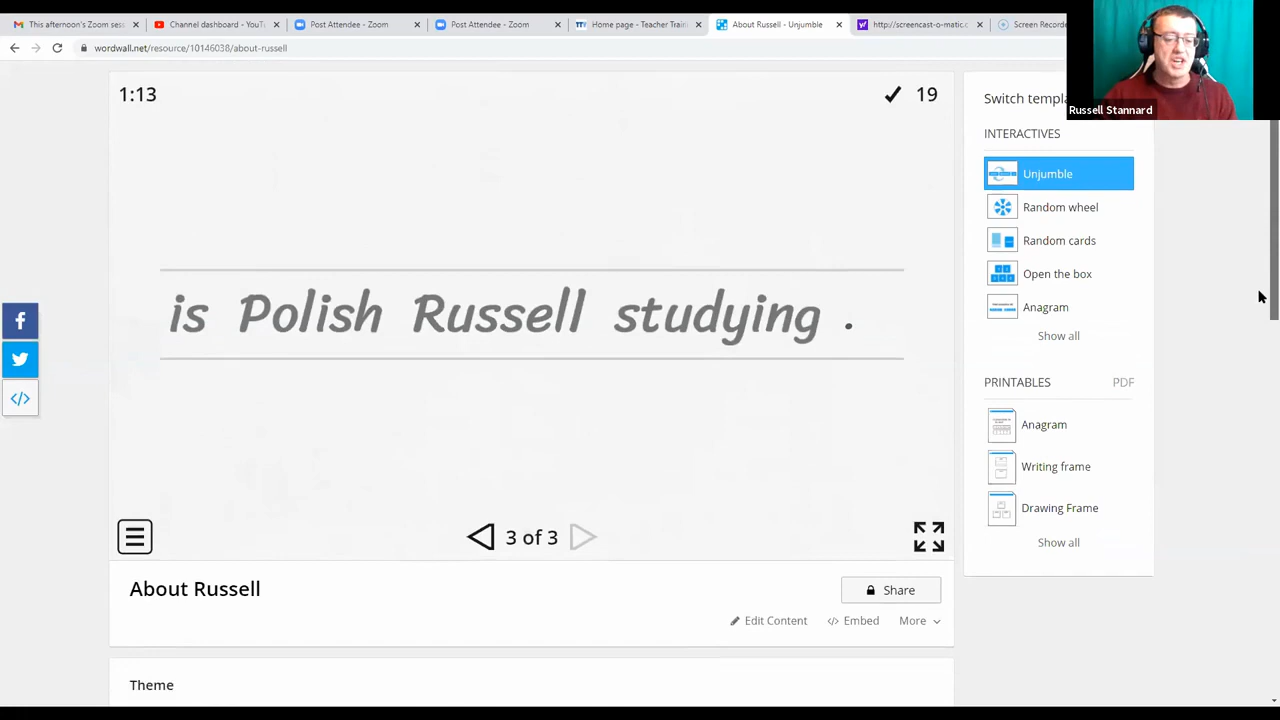 This afternoon's Zoom sess
Channel dashboard - YouTu
Post Attendee - Zoom
Post Attendee - Zoom
Home page - Teacher Train
About Russell - Unjumble
http://screencast-o-matic.c
Screen Recorde
wordwall.net/resource/10146038/about-russell
Russell Stannard
1:13
19
is Polish Russell studying .
3 of 3
About Russell
Share
Edit Content
Embed
More
Theme
Switch templa
INTERACTIVES
Unjumble
Random wheel
Random cards
Open the box
Anagram
Show all
PRINTABLES PDF
Anagram
Writing frame
Drawing Frame
Show all